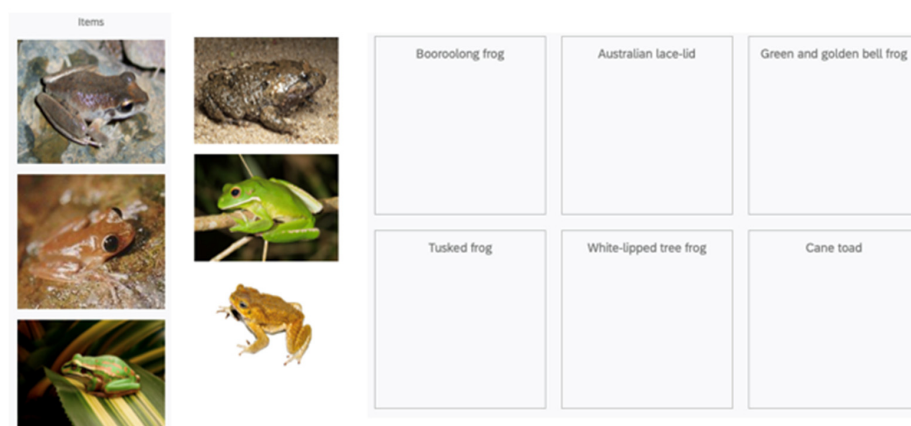 Items
Booroolong frog
Australian lace-lid
Green and golden bell frog
Tusked frog
White-lipped tree frog
Cane toad